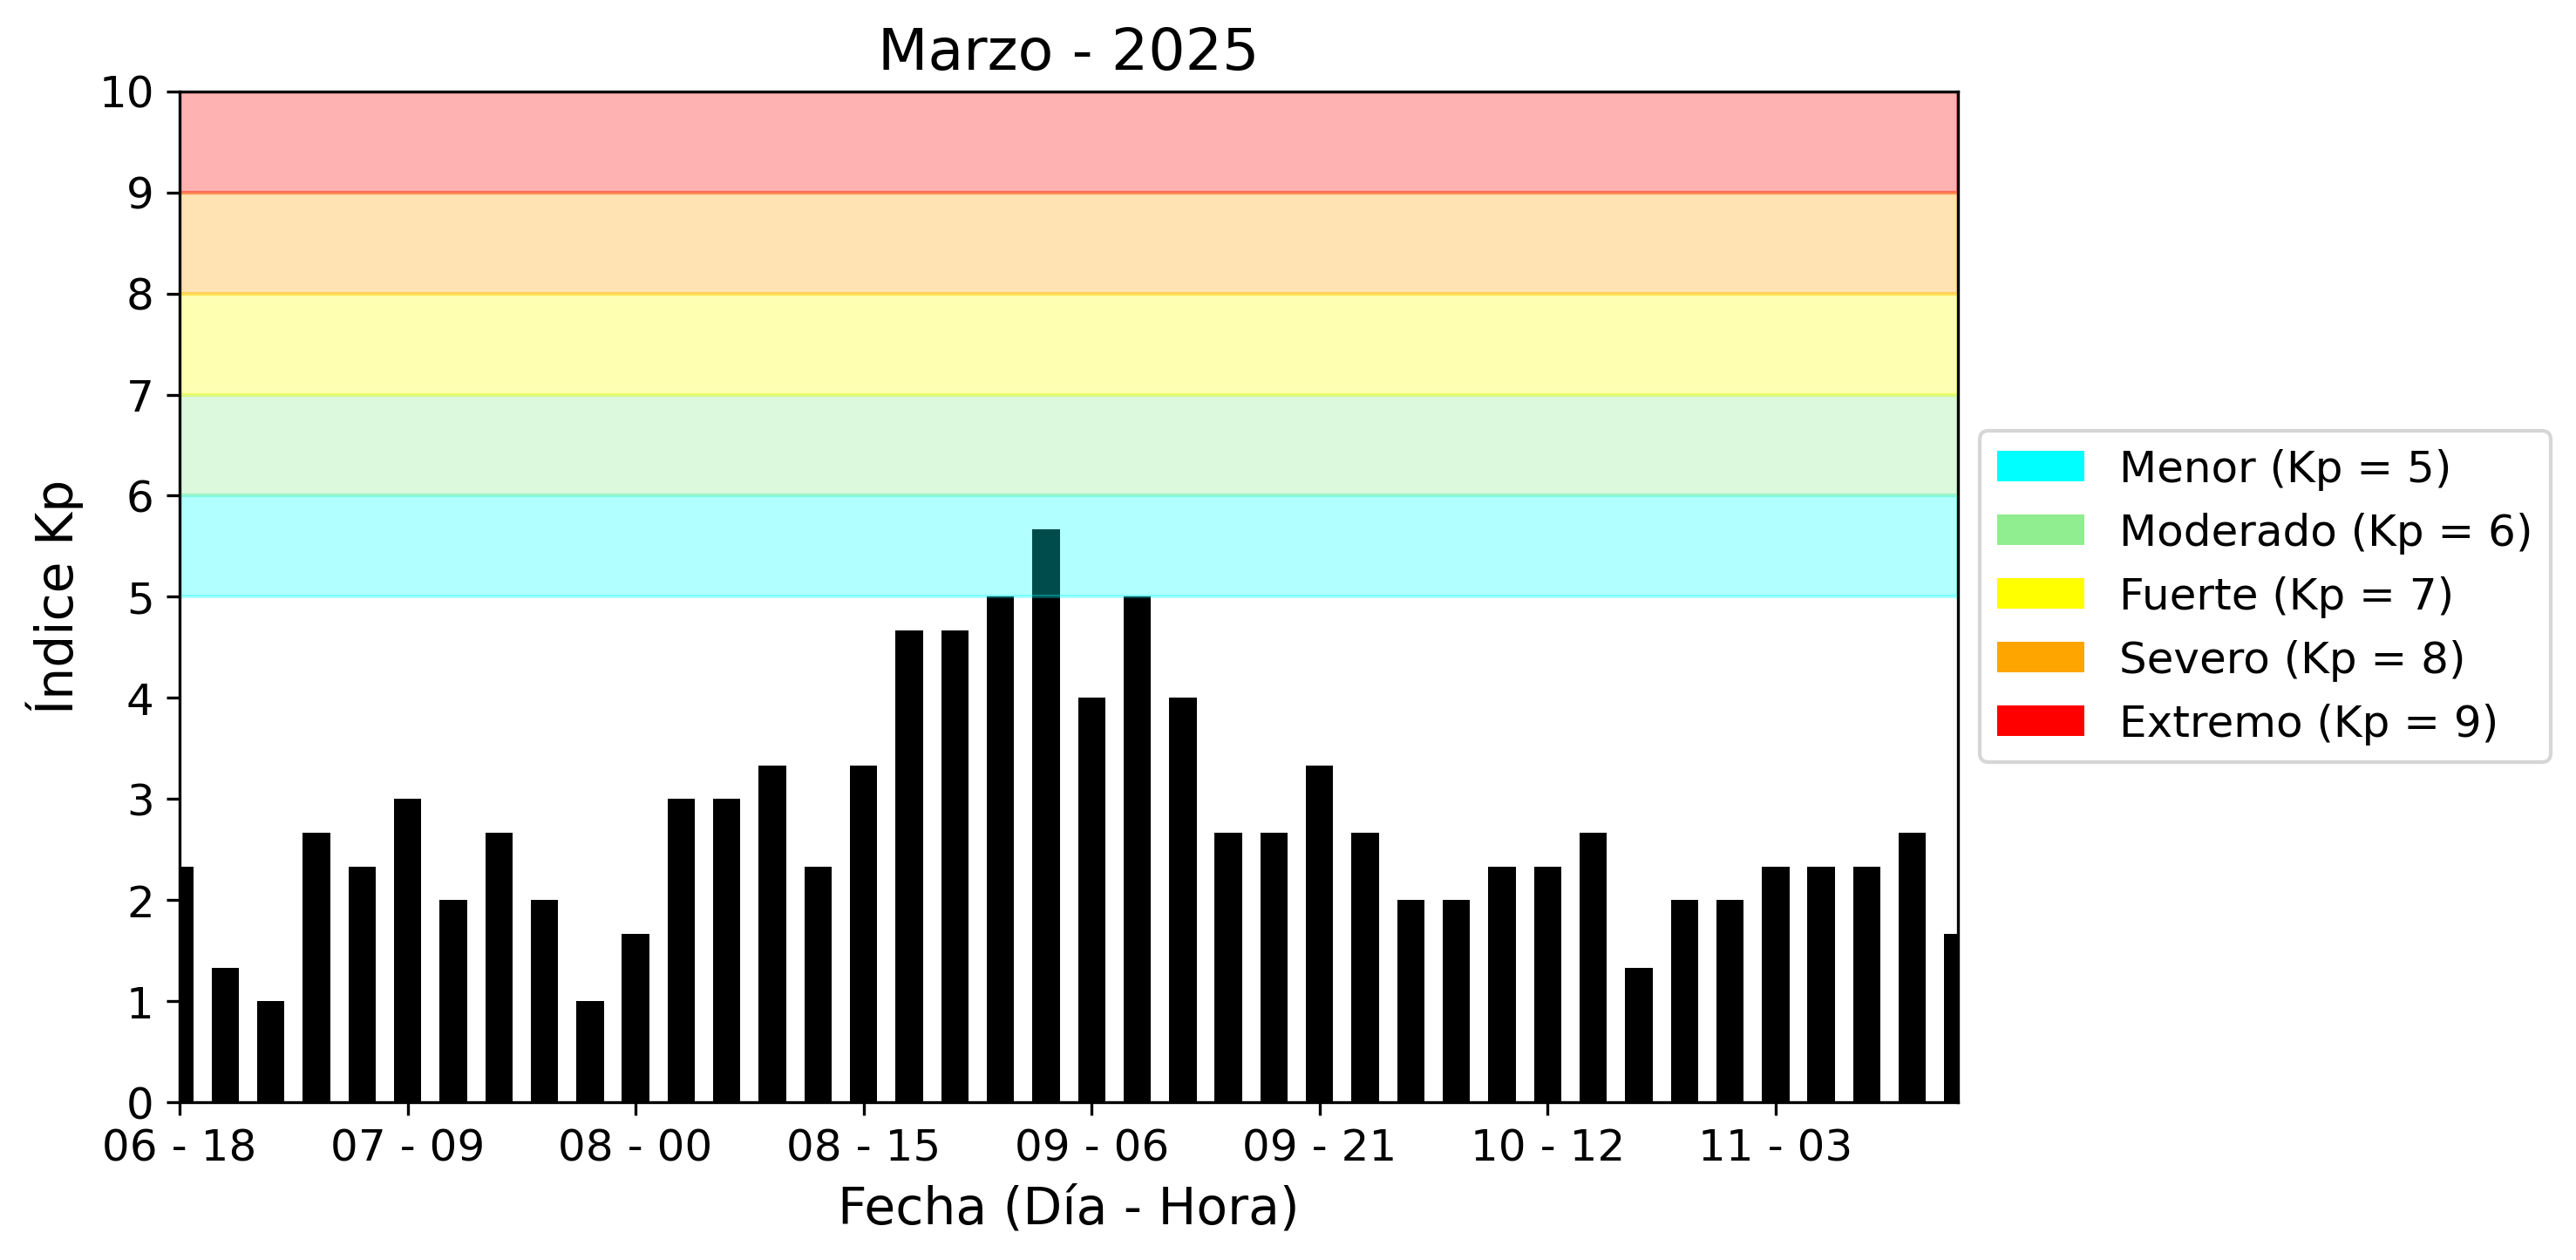 Marzo - 2025
10
9
8
7
6
5
4
3
2
1
0
Índice Kp
06 - 18 07 - 09 08 - 00 08 - 15 09 - 06 09 - 21 10 - 12 11 - 03
Fecha (Día - Hora)
Menor (Kp = 5)
Moderado (Kp = 6)
Fuerte (Kp = 7)
Severo (Kp = 8)
Extremo (Kp = 9)